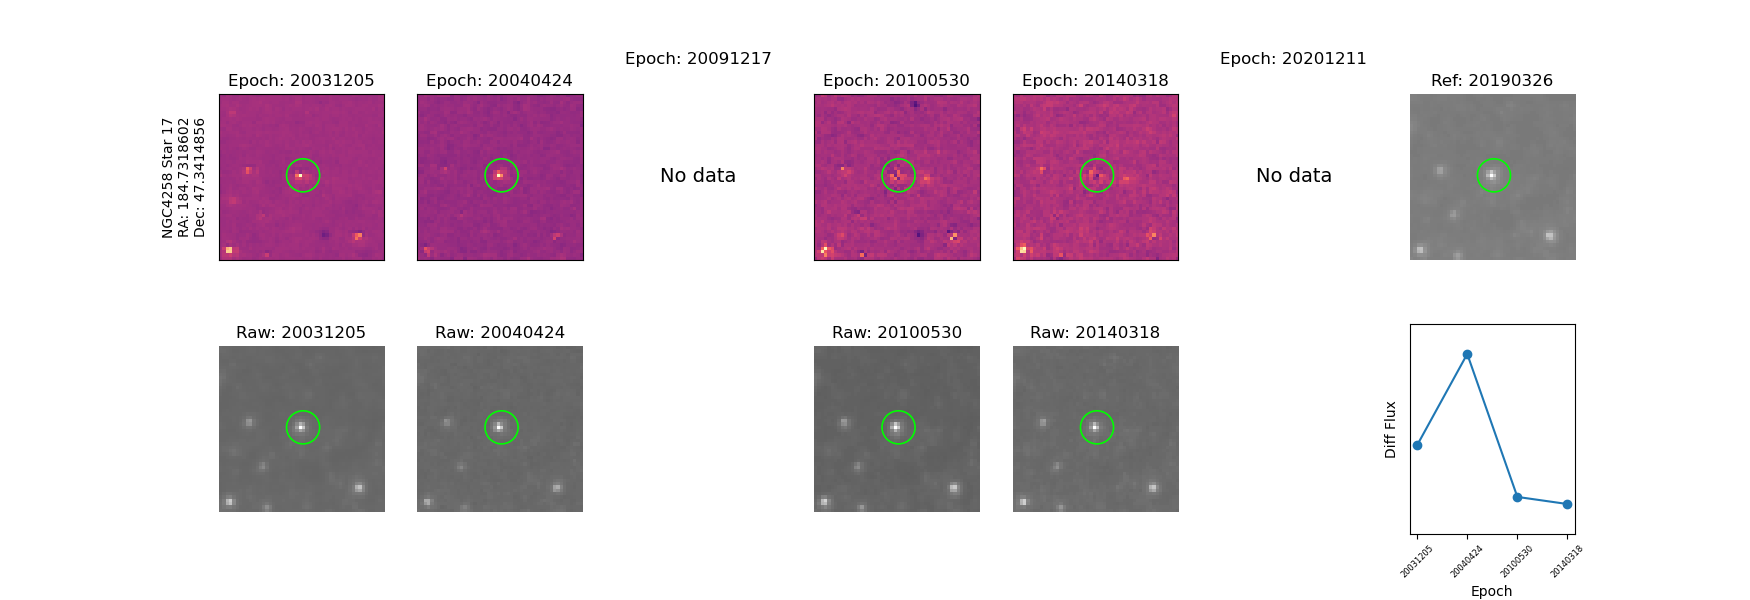 Epoch: 20091217
Epoch: 20201211
Epoch: 20031205
Epoch: 20040424
Epoch: 20100530
Epoch: 20140318
Ref: 20190326
NGC4258 Star 17
RA: 184.7318602
Dec: 47.3414856
No data
No data
Raw: 20031205
Raw: 20040424
Raw: 20100530
Raw: 20140318
Diff Flux
20031205
20040424
20100530
20140318
Epoch